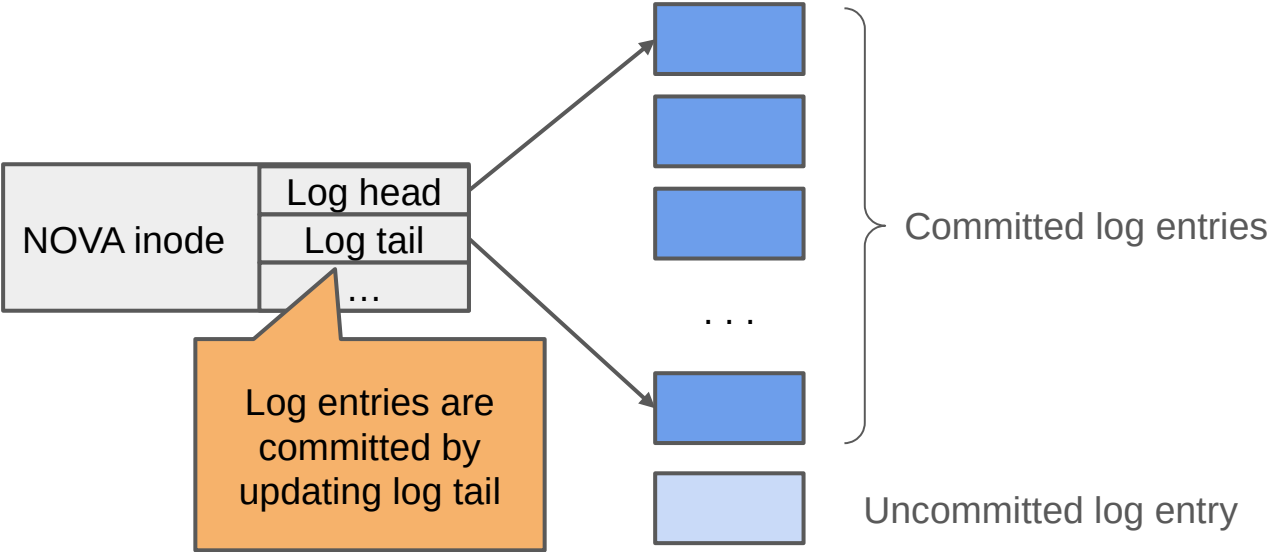 NOVA inode
Log head
Log tail
...
Log entries are
committed by
updating log tail
. . .
Committed log entries
Uncommitted log entry